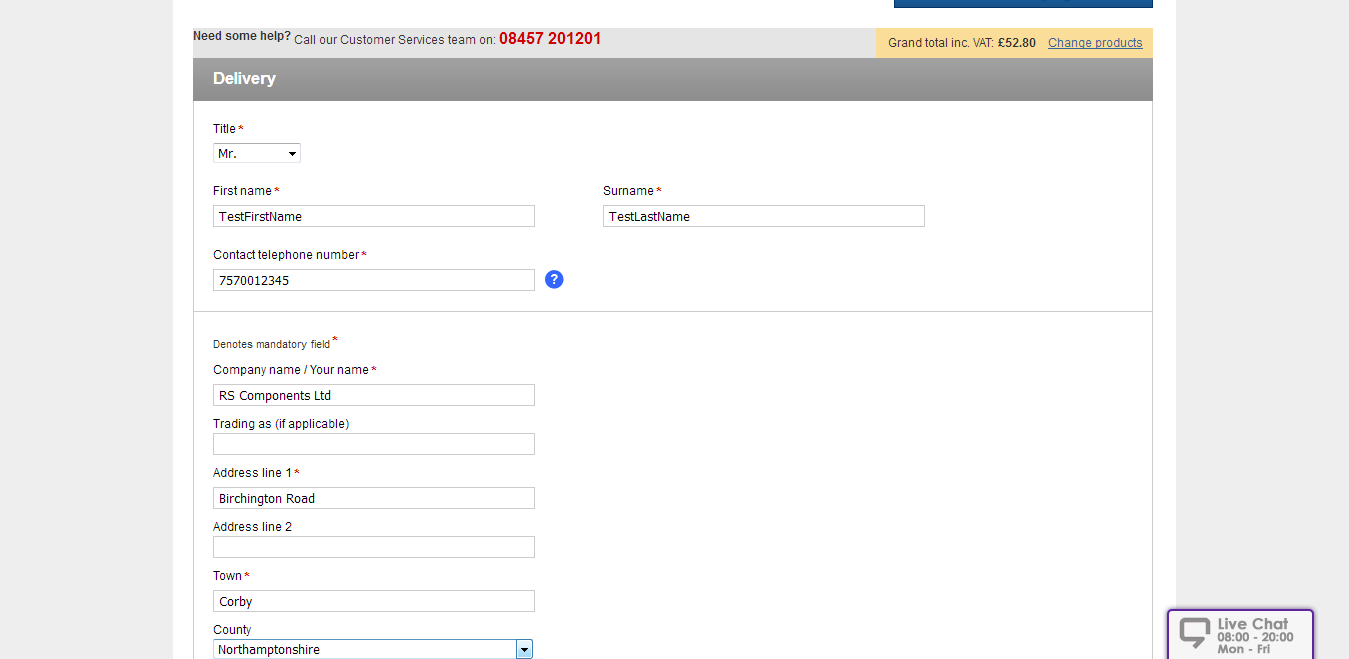 Need some help? Call our Customer Services team on: 08457 201201
Grand total inc. VAT: £52.80 Change products
Delivery
Title*
Mr.
First name* Surname*
TestFirstName TestLastName
Contact telephone number*
7570012345 ?
Denotes mandatory field*
Company name / Your name*
RS Components Ltd
Trading as (if applicable)
Address line 1*
Birchington Road
Address line 2
Town*
Corby
County
Northamptonshire
Live Chat
08:00 - 20:00
Mon - Fri